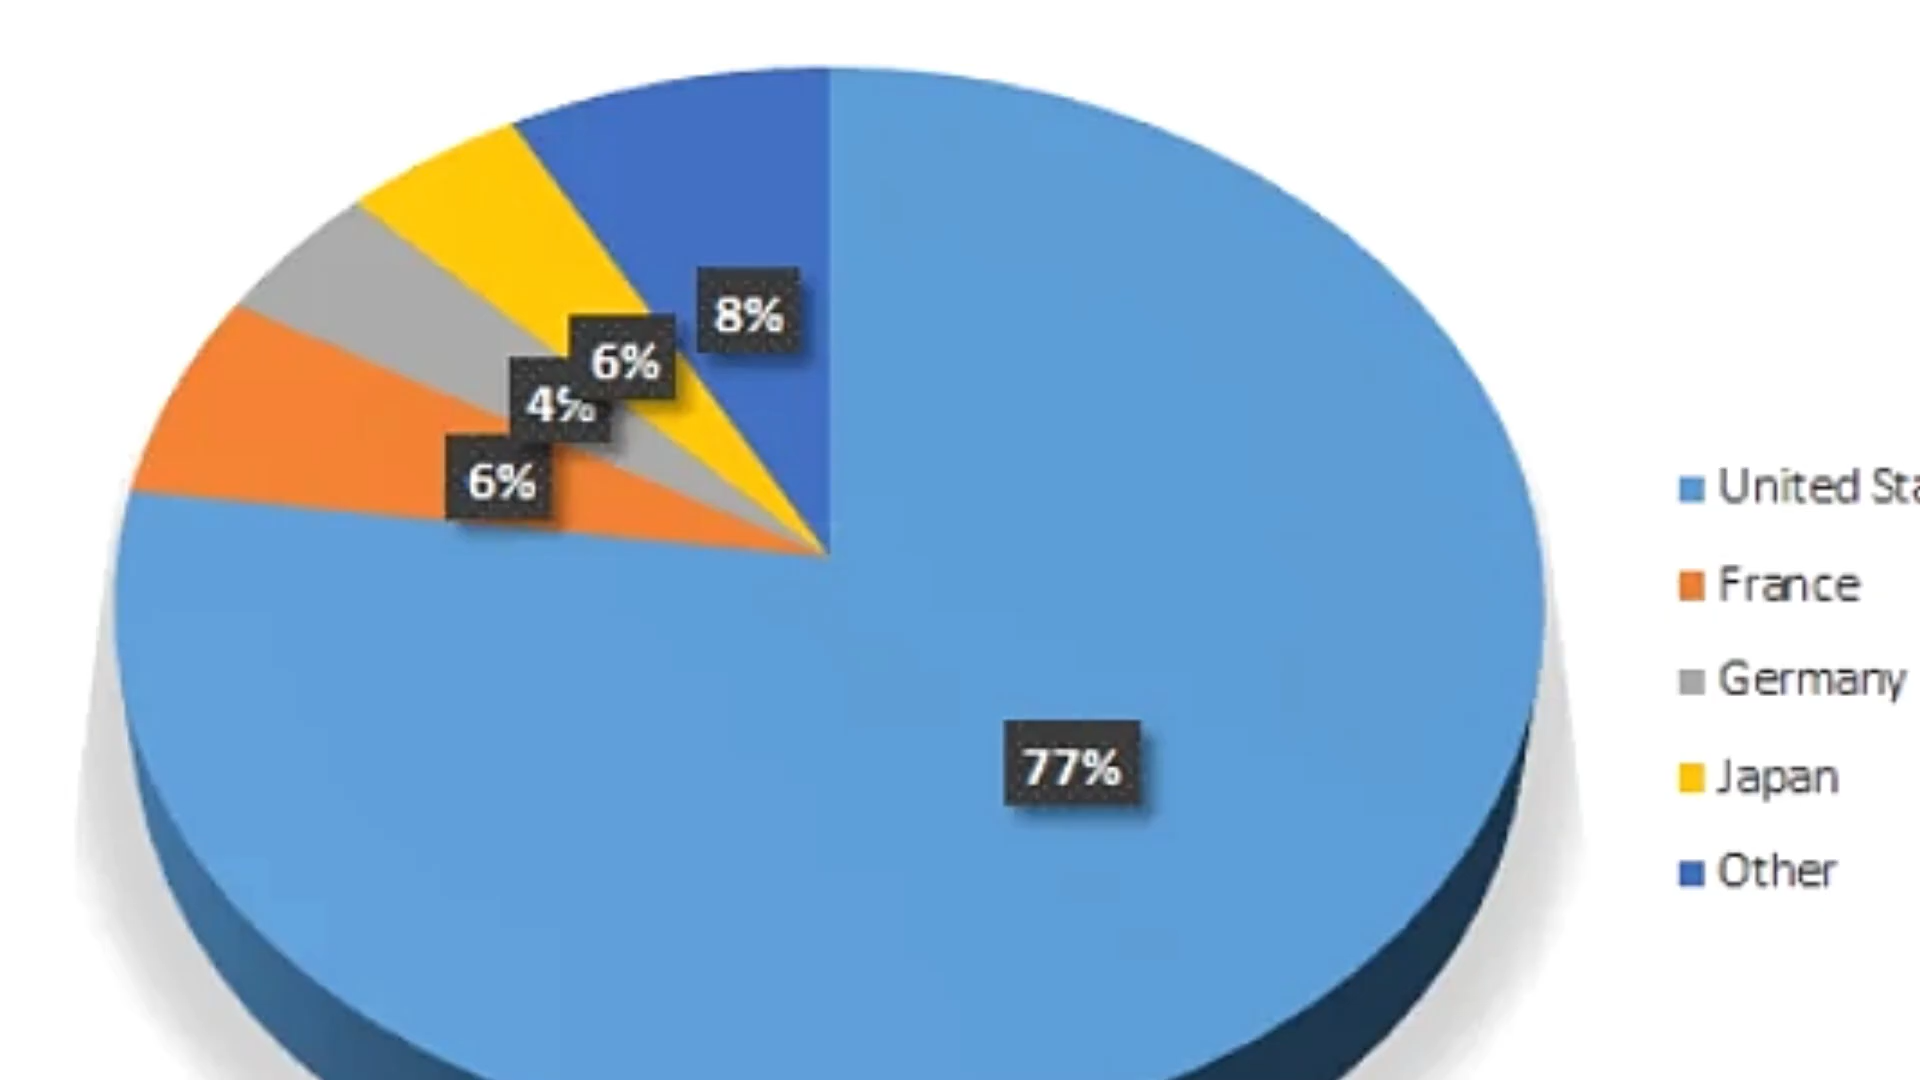 8%
6%
4%
6%
77%
United Sta
France
Germany
Japan
Other